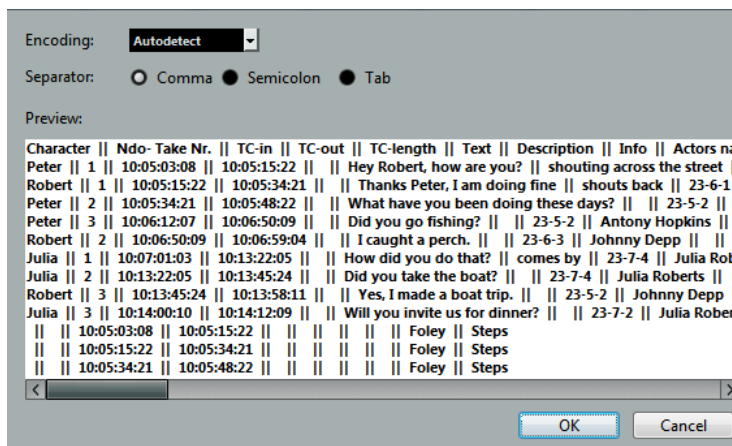 Encoding: Autodetect
Separator: Comma Semicolon Tab
Preview:
Character || Ndo- Take Nr. || TC-in || TC-out || TC-length || Text || Description || Info || Actors na
Peter || 1 || 10:05:03:08 || 10:05:15:22 || || Hey Robert, how are you? || shouting across the street |
Robert || 1 || 10:05:15:22 || 10:05:34:21 || || Thanks Peter, I am doing fine || shouts back || 23-6-1
Peter || 2 || 10:05:34:21 || 10:05:48:22 || || What have you been doing these days? || || 23-5-2 ||
Peter || 3 || 10:06:12:07 || 10:06:50:09 || || Did you go fishing? || || 23-5-2 || Antony Hopkins ||
Robert || 2 || 10:06:50:09 || 10:06:59:04 || || I caught a perch. || || 23-6-3 || Johnny Depp || ||
Julia || 1 || 10:07:01:03 || 10:13:22:05 || || How did you do that? || comes by || 23-7-4 || Julia Rob
Julia || 2 || 10:13:22:05 || 10:13:45:24 || || Did you take the boat? || || 23-7-4 || Julia Roberts ||
Robert || 3 || 10:13:45:24 || 10:13:58:11 || || Yes, I made a boat trip. || || 23-5-2 || Johnny Depp
Julia || 3 || 10:14:00:10 || 10:14:12:09 || || Will you invite us for dinner? || || 23-7-2 || Julia Rober
|| || 10:05:03:08 || 10:05:15:22 || || || || || || Foley || Steps
|| || 10:05:15:22 || 10:05:34:21 || || || || || || Foley || Steps
|| || 10:05:34:21 || 10:05:48:22 || || || || || || Foley || Steps
OK Cancel